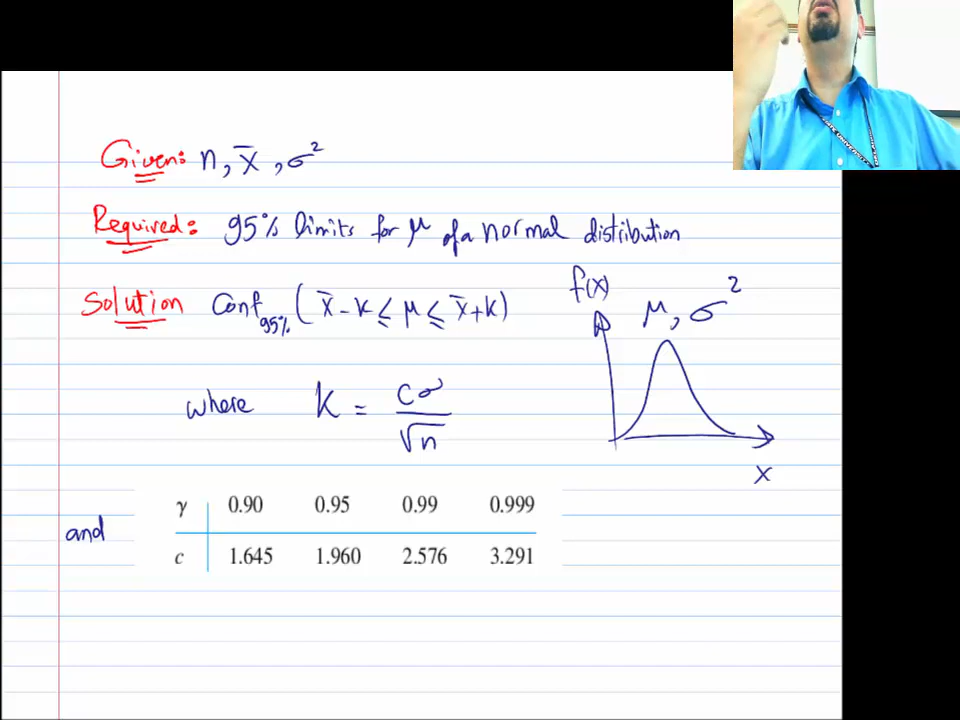 Given: n, x̄, σ²
Required: 95% limits for μ of a normal distribution
Solution Conf₉₅% ( x̄ - k ≤ μ ≤ x̄ + k )
f(x)
μ, σ²
where K = cσ / √n
x
γ 0.90 0.95 0.99 0.999
and
c 1.645 1.960 2.576 3.291